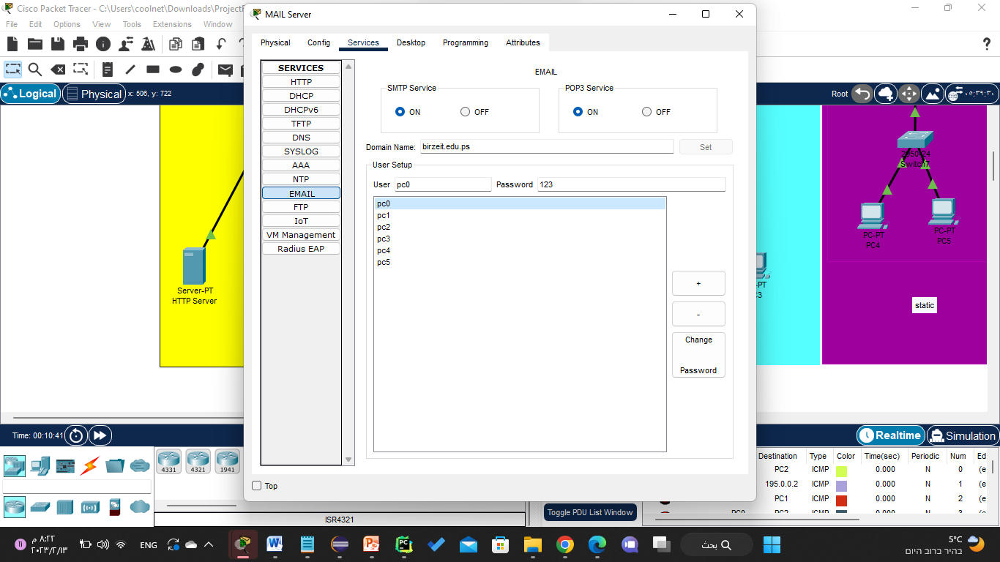 Cisco Packet Tracer - C:\Users\coolnet\Downloads\Project
File Edit Options View Tools Extensions Window
Logical
Physical
x: 506, y: 722
Root
٠٥:٣٩:٣٠
MAIL Server
Physical Config Services Desktop Programming Attributes
SERVICES
HTTP
DHCP
DHCPv6
TFTP
DNS
SYSLOG
AAA
NTP
EMAIL
FTP
IoT
VM Management
Radius EAP
EMAIL
SMTP Service
ON OFF
POP3 Service
ON OFF
Domain Name: birzeit.edu.ps Set
User Setup
User pc0 Password 123
pc0
pc1
pc2
pc3
pc4
pc5
+
-
Change
Password
Top
Server-PT
HTTP Server
2950-24
Switch7
PC-PT
PC4
PC-PT
PC5
static
Time: 00:10:41
Realtime
Simulation
4331 4321 1941
ISR4321
Toggle PDU List Window
Destination Type Color Time(sec) Periodic Num Ed
PC2 ICMP 0.000 N 0 (e
195.0.0.2 ICMP 0.000 N 1 (e
PC1 ICMP 0.000 N 2 (e
PC0 PC2 ICMP 0.000 N 3 (e
٨:٢٢ م
٢٠٢٣/٢/١٣
ENG
بحث
5°C
בהיר ברוב היום